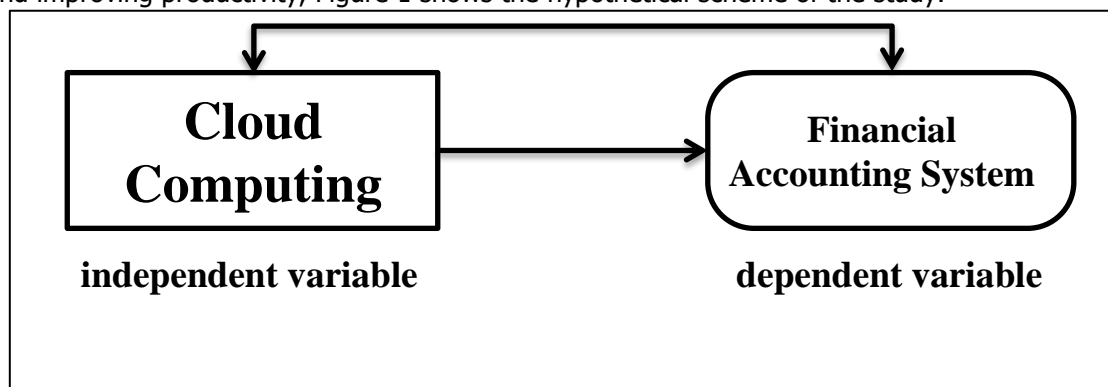 improving productivity, Figure 1 shows the hypothetical scheme of the study.
Cloud
Computing
Financial
Accounting System
independent variable
dependent variable